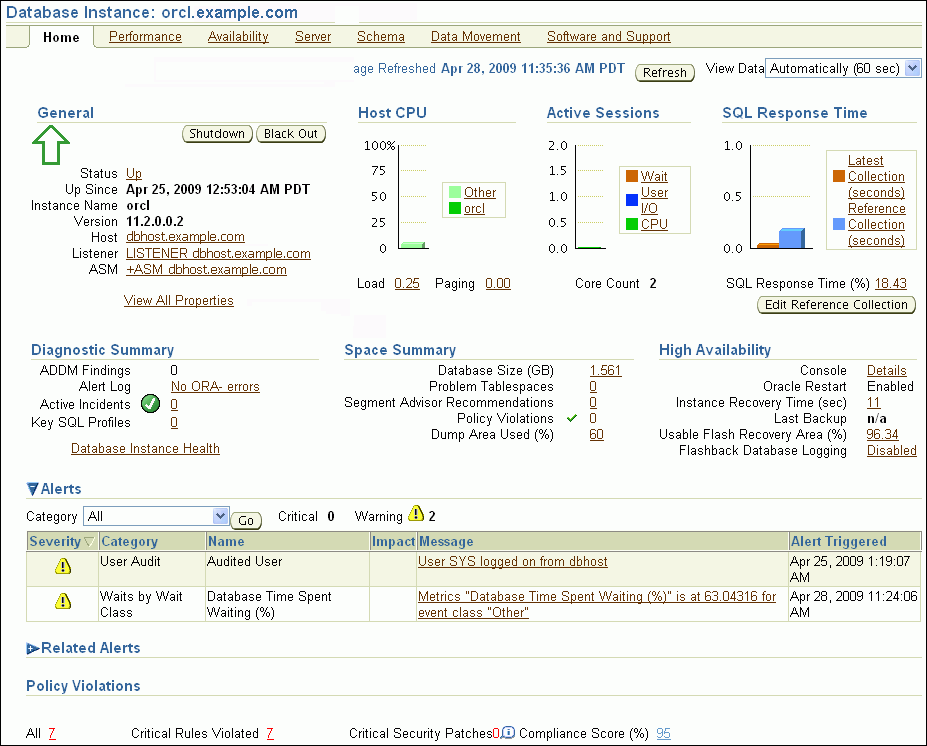 Database Instance: orcl.example.com
Home Performance Availability Server Schema Data Movement Software and Support
age Refreshed Apr 28, 2009 11:35:36 AM PDT Refresh View Data Automatically (60 sec)
General
Shutdown Black Out
Status Up
Up Since Apr 25, 2009 12:53:04 AM PDT
Instance Name orcl
Version 11.2.0.0.2
Host dbhost.example.com
Listener LISTENER dbhost.example.com
ASM +ASM dbhost.example.com
View All Properties
Host CPU
100%
75
50
25
0
Other
orcl
Load 0.25 Paging 0.00
Active Sessions
2.0
1.5
1.0
0.5
0.0
Wait
User
I/O
CPU
Core Count 2
SQL Response Time
1.0
0.5
0.0
Latest
Collection
(seconds)
Reference
Collection
(seconds)
SQL Response Time (%) 18.43
Edit Reference Collection
Diagnostic Summary
ADDM Findings 0
Alert Log No ORA- errors
Active Incidents 0
Key SQL Profiles 0
Database Instance Health
Space Summary
Database Size (GB) 1.561
Problem Tablespaces 0
Segment Advisor Recommendations 0
Policy Violations 0
Dump Area Used (%) 60
High Availability
Console Details
Oracle Restart Enabled
Instance Recovery Time (sec) 11
Last Backup n/a
Usable Flash Recovery Area (%) 96.34
Flashback Database Logging Disabled
Alerts
Category All Go Critical 0 Warning 2
Severity Category Name Impact Message Alert Triggered
User Audit Audited User User SYS logged on from dbhost Apr 25, 2009 1:19:07
AM
Waits by Wait Database Time Spent Metrics "Database Time Spent Waiting (%)" is at 63.04316 for Apr 28, 2009 11:24:06
Class Waiting (%) event class "Other" AM
Related Alerts
Policy Violations
All 7 Critical Rules Violated 7 Critical Security Patches 0 Compliance Score (%) 95